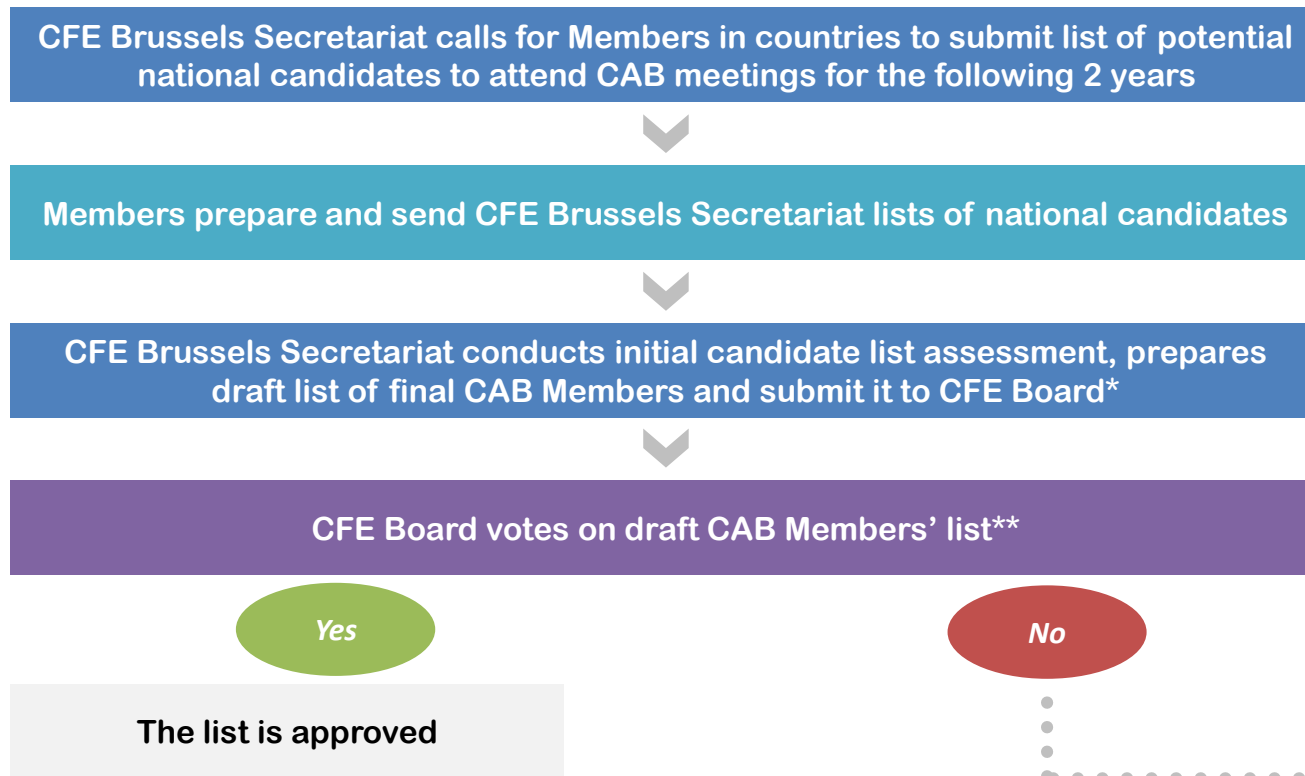 CFE Brussels Secretariat calls for Members in countries to submit list of potential
national candidates to attend CAB meetings for the following 2 years
Members prepare and send CFE Brussels Secretariat lists of national candidates
CFE Brussels Secretariat conducts initial candidate list assessment, prepares
draft list of final CAB Members and submit it to CFE Board*
CFE Board votes on draft CAB Members’ list**
Yes
No
The list is approved